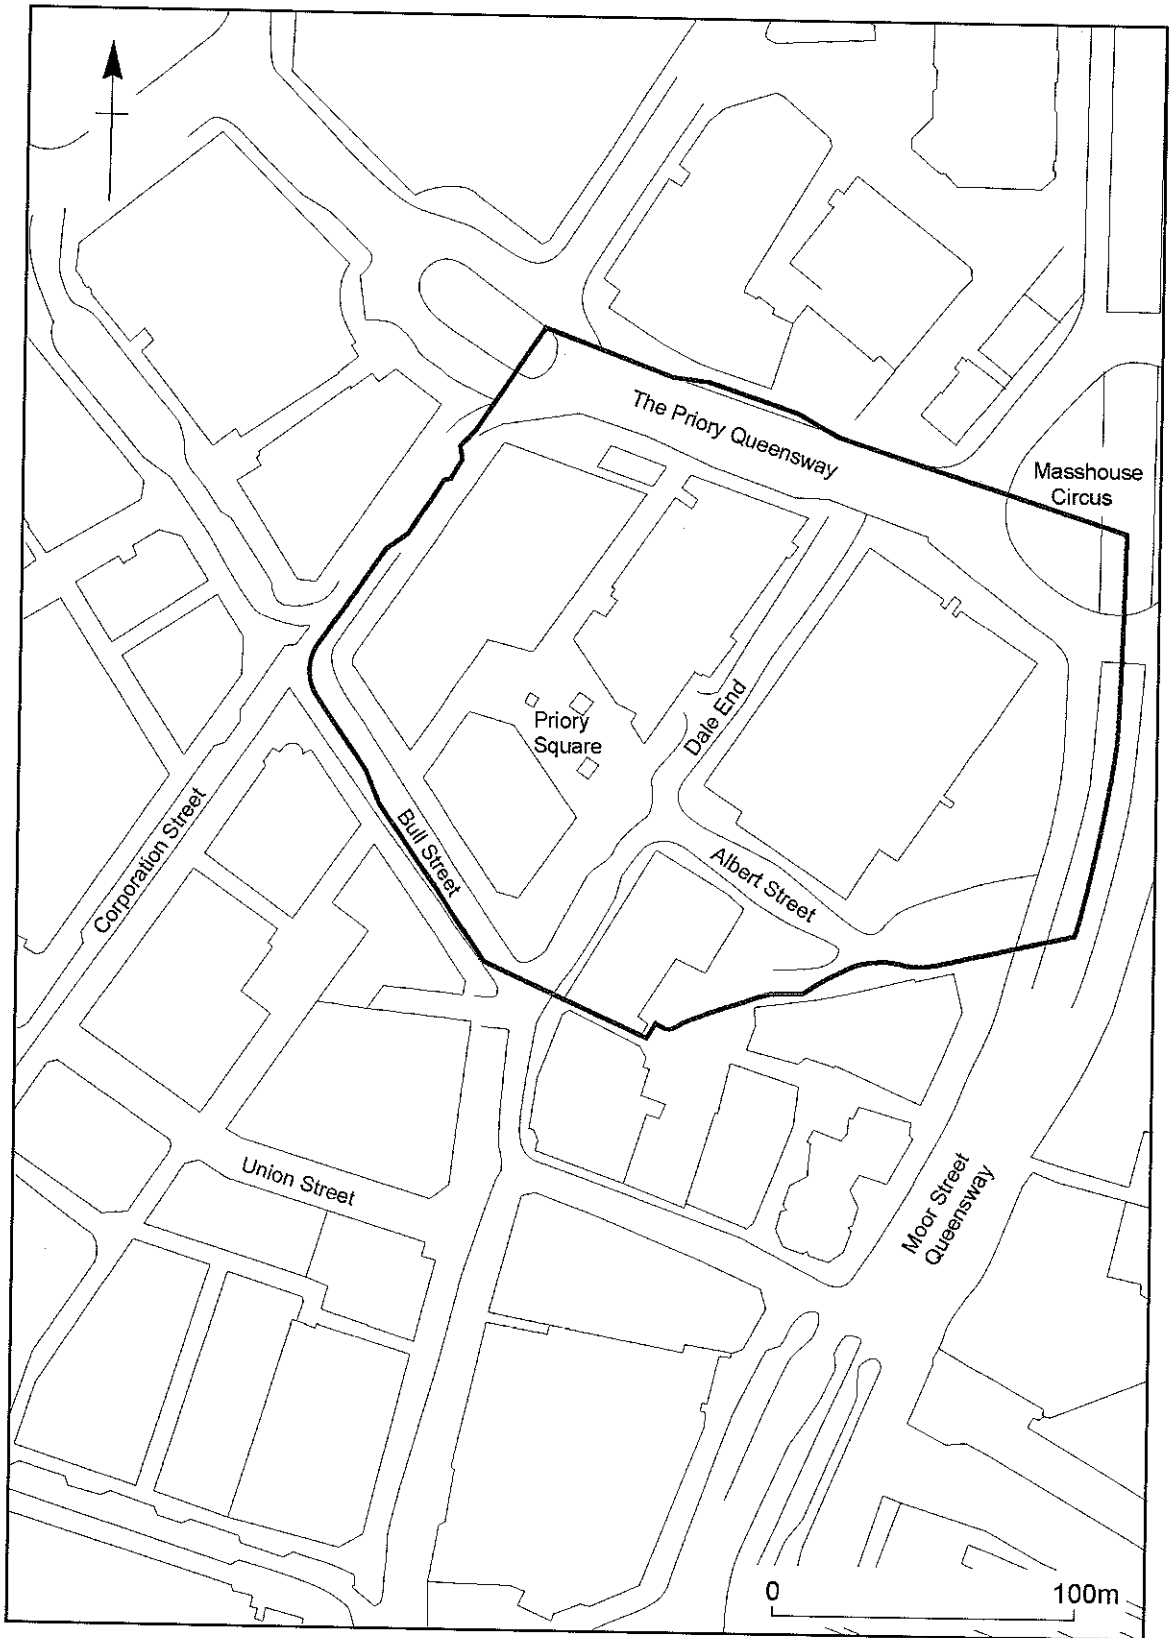 The Priory Queensway
Masshouse
Circus
Dale End
Priory
Square
Bull Street
Corporation Street
Albert Street
Union Street
Moor Street
Queensway
0 100m